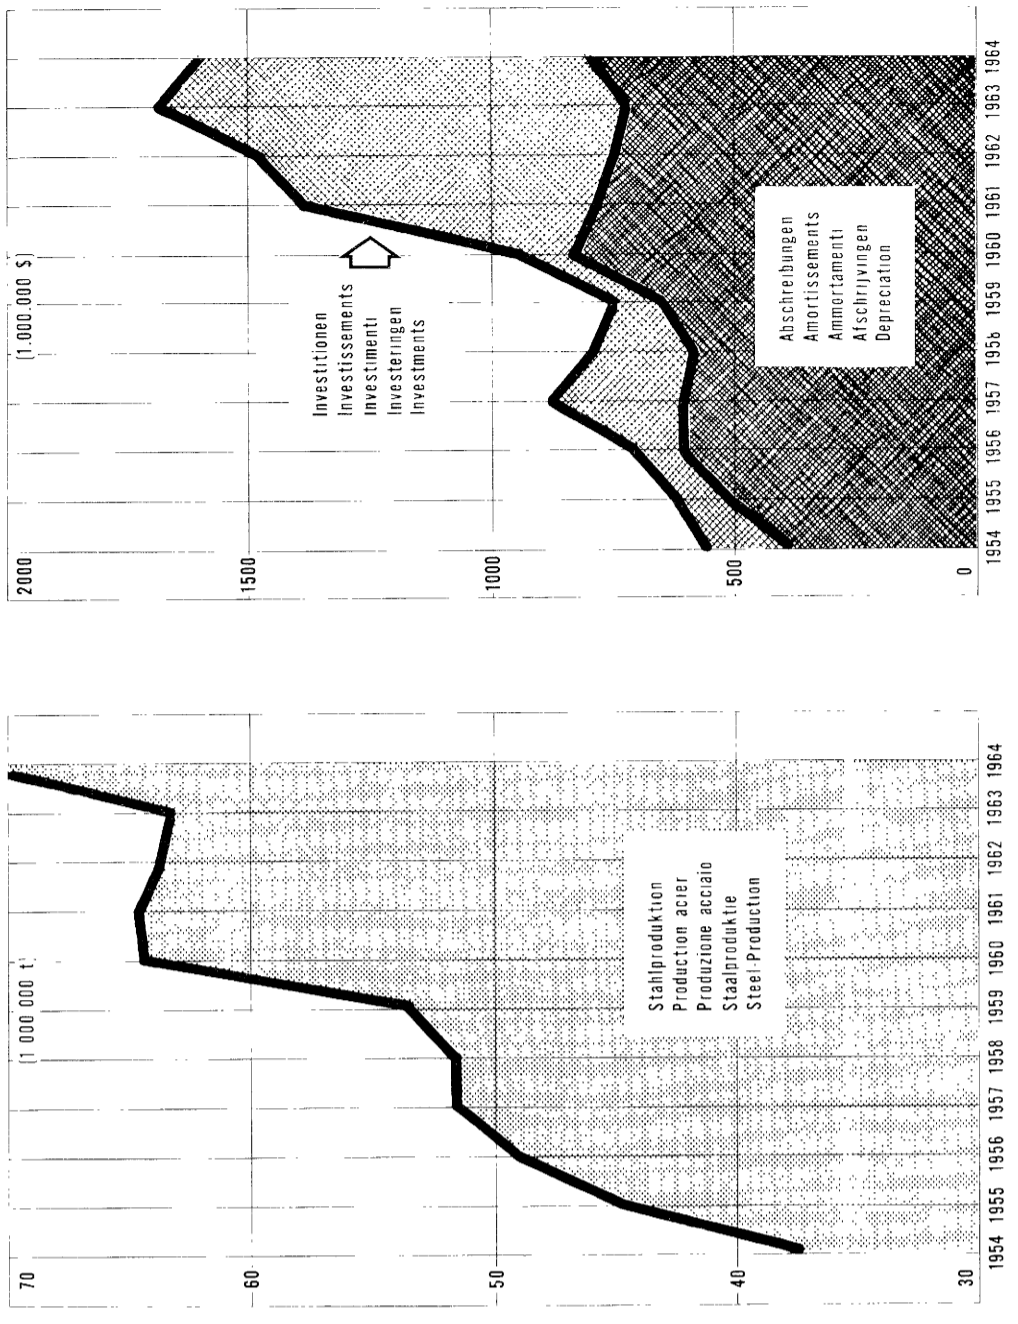 (1 000 000 t)
70
60
50
40
30
Stahlproduktion
Production acier
Produzione acciaio
Staalproduktie
Steel-Production
1954 1955 1956 1957 1958 1959 1960 1961 1962 1963 1964
(1.000.000 $)
2000
1500
1000
500
0
Investitionen
Investissements
Investimenti
Investeringen
Investments
Abschreibungen
Amortissements
Ammortamenti
Afschrijvingen
Depreciation
1954 1955 1956 1957 1956 1959 1960 1961 1962 1963 1964